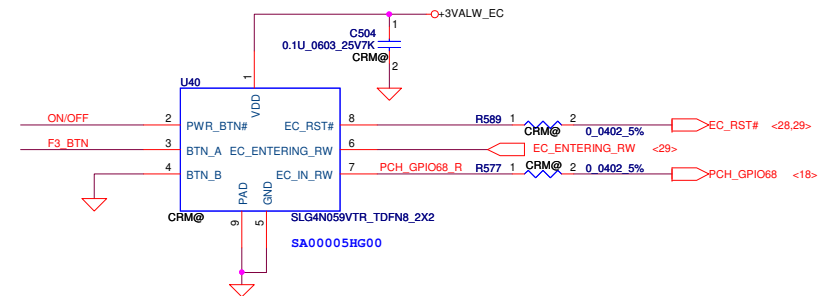 +3VALW_EC
1
C504
0.1U_0603_25V7K
CRM@
2
U40
1
VDD
ON/OFF
2
PWR_BTN#
EC_RST#
8
R589
1
2
CRM@
0_0402_5%
EC_RST#
<28,29>
F3_BTN
3
BTN_A
EC_ENTERING_RW
6
EC_ENTERING_RW
<29>
4
BTN_B
EC_IN_RW
7
PCH_GPIO68_R
R577
1
CRM@
2
0_0402_5%
PCH_GPIO68
<18>
PAD
GND
CRM@
SLG4N059VTR_TDFN8_2X2
9
5
SA00005HG00